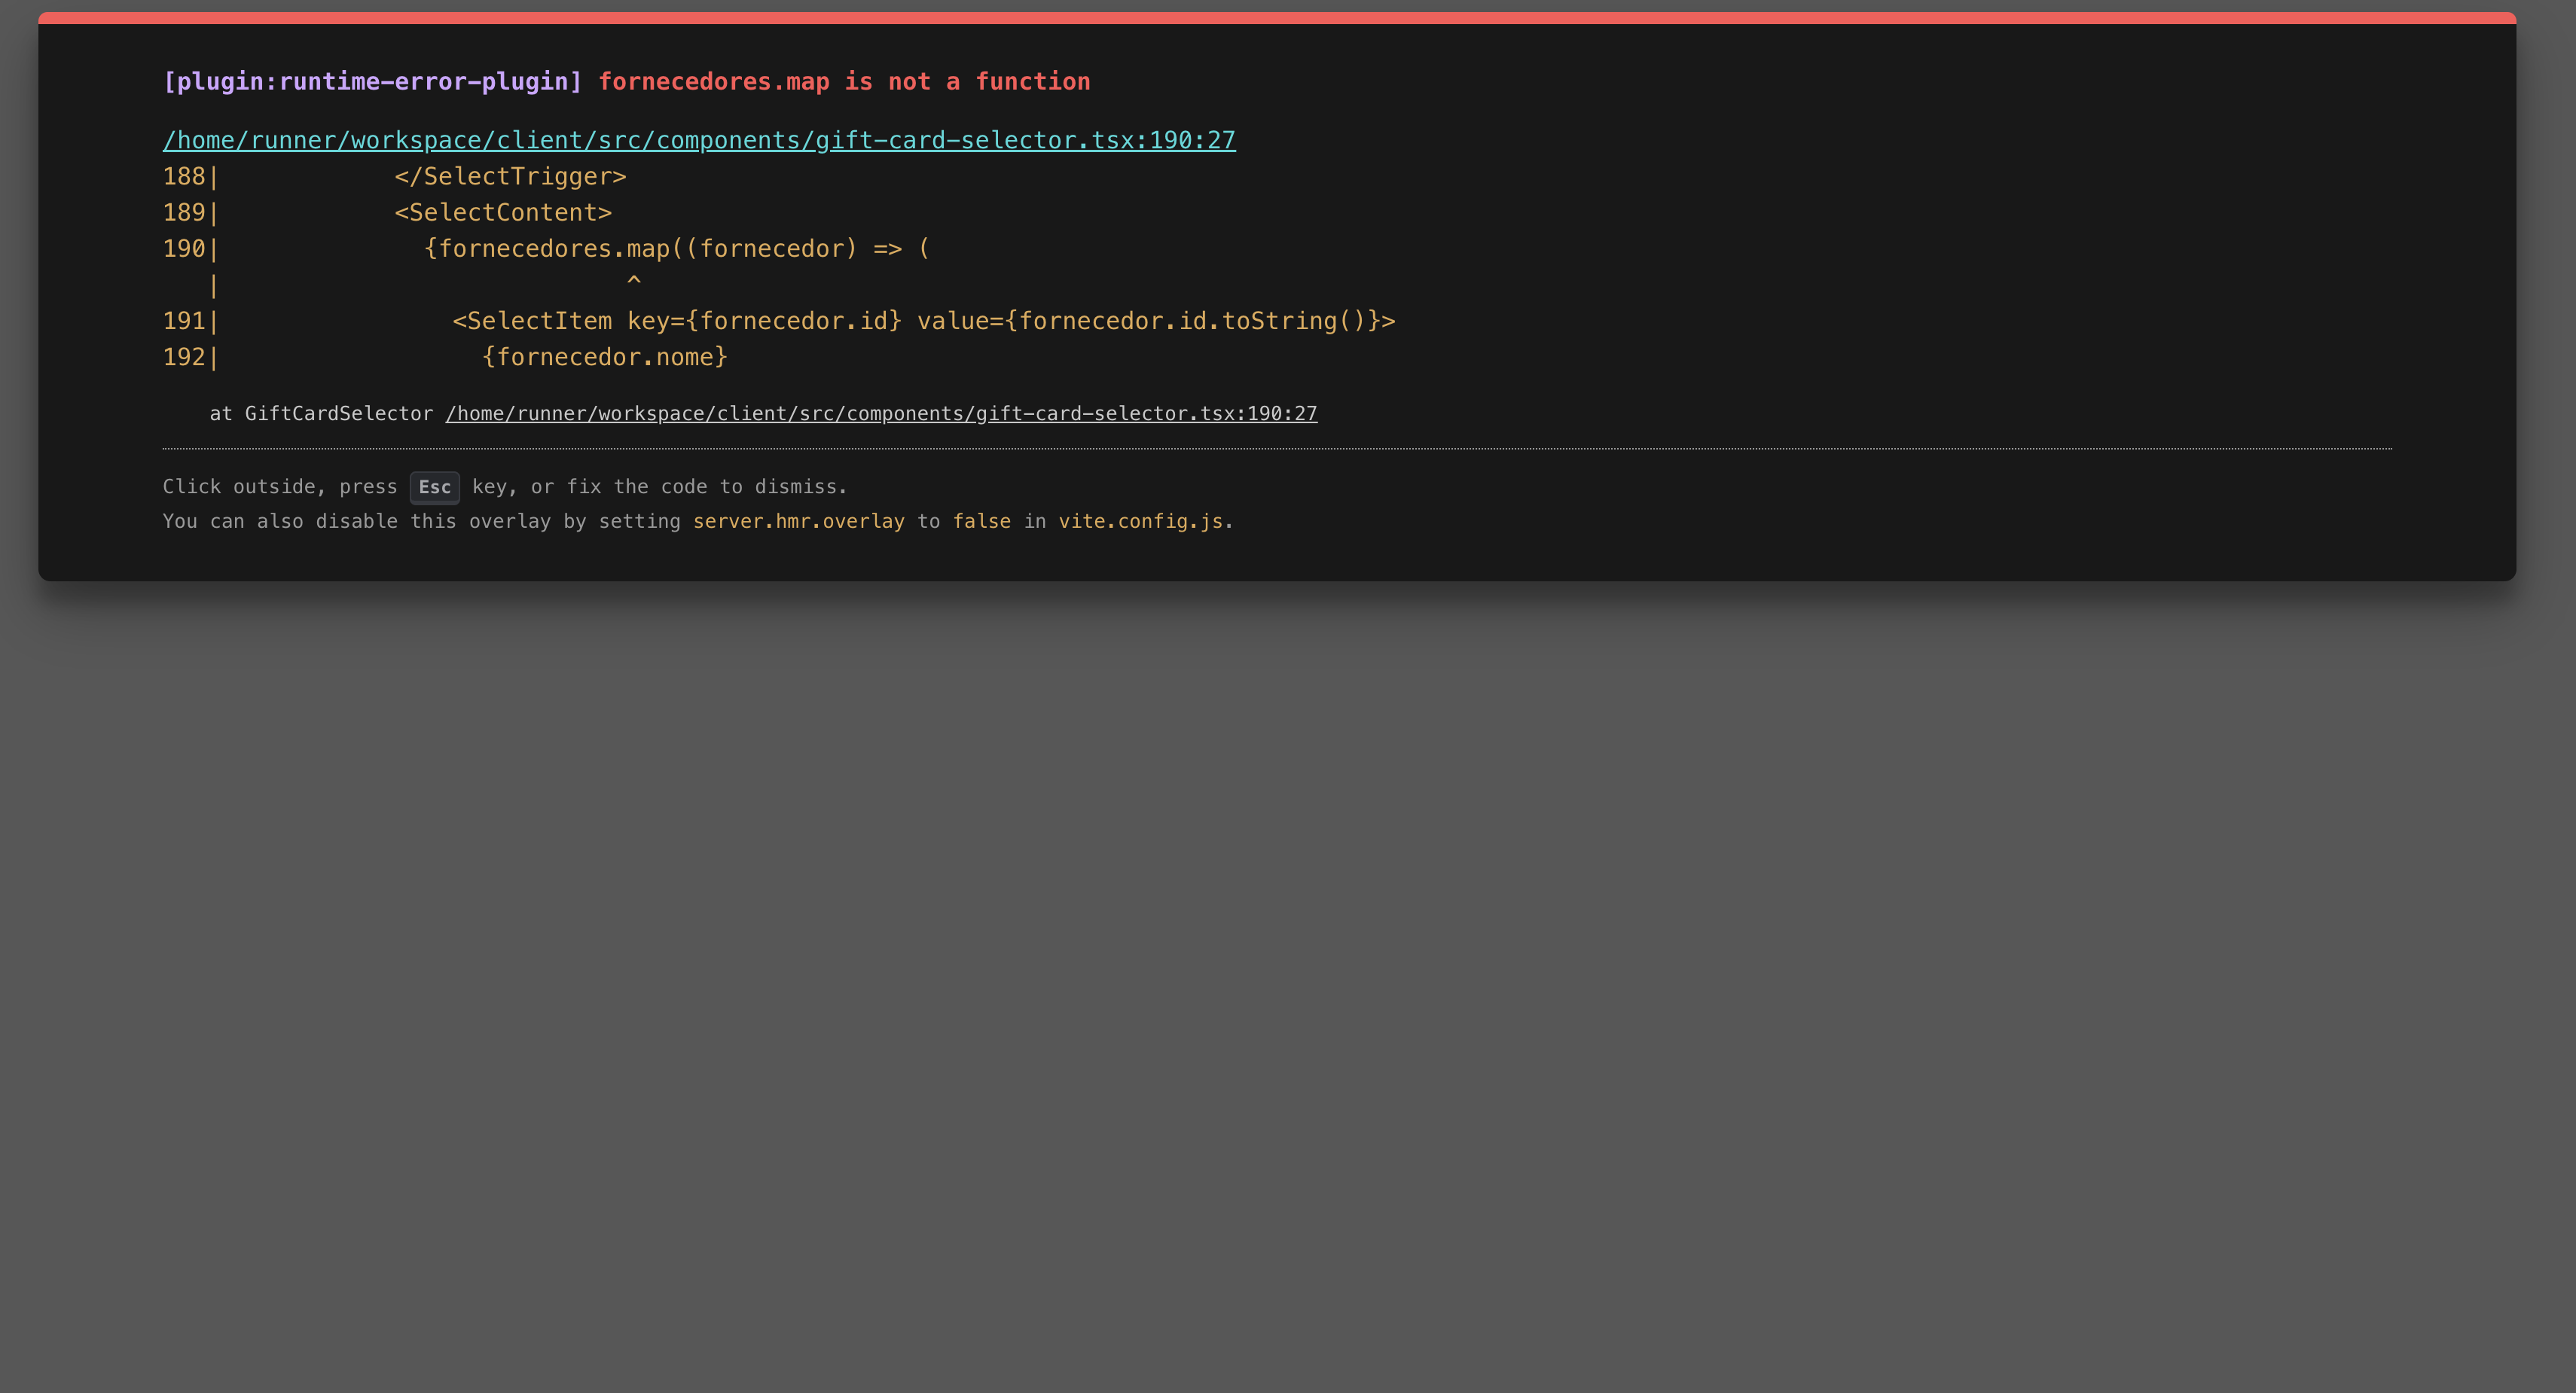 [plugin:runtime-error-plugin] fornecedores.map is not a function
/home/runner/workspace/client/src/components/gift-card-selector.tsx:190:27
188|            </SelectTrigger>
189|            <SelectContent>
190|              {fornecedores.map((fornecedor) => (
   |                            ^
191|                <SelectItem key={fornecedor.id} value={fornecedor.id.toString()}>
192|                  {fornecedor.nome}
    at GiftCardSelector /home/runner/workspace/client/src/components/gift-card-selector.tsx:190:27
Click outside, press Esc key, or fix the code to dismiss.
You can also disable this overlay by setting server.hmr.overlay to false in vite.config.js.